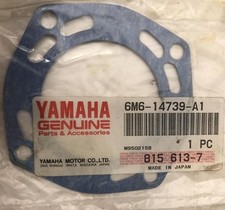 YAMAHA
GENUINE
Parts & Accessories
6M6-14739-A1
M9502158
1 PC
YAMAHA MOTOR CO., LTD.
815 613-7
MADE IN JAPAN